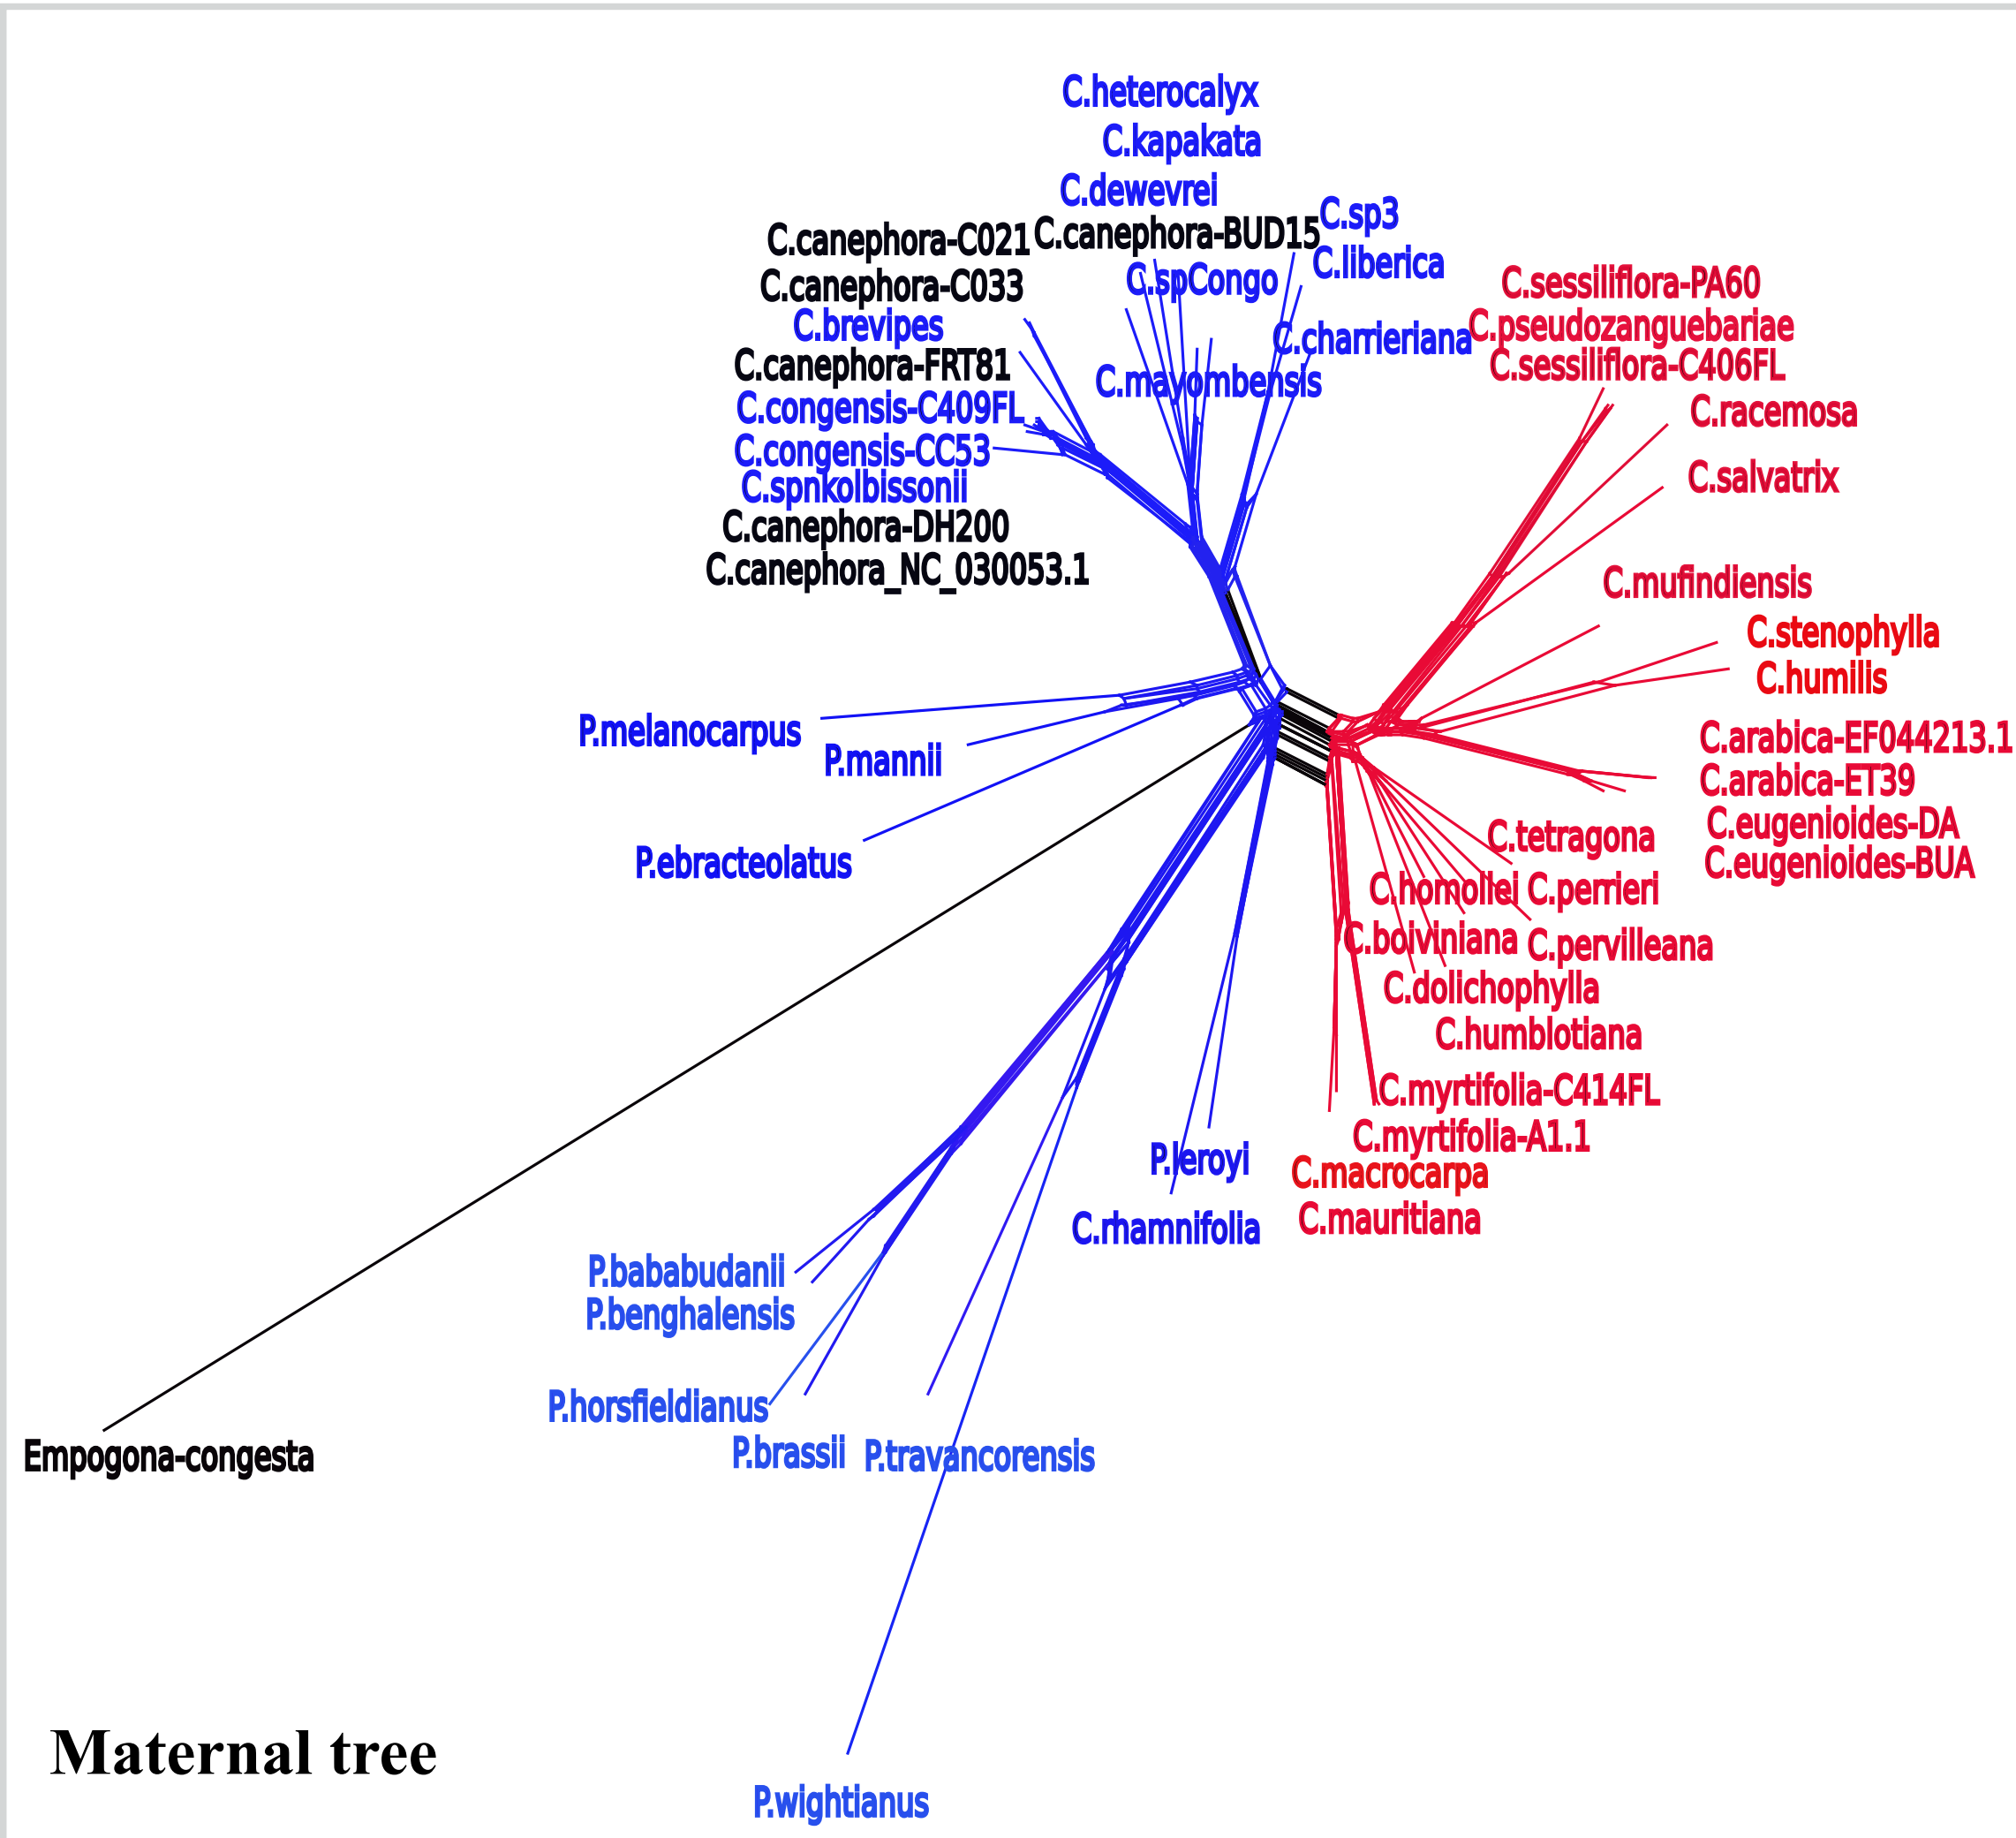 C.heterocalyx
C.kapakata
C.dewevrei
C.sp3
C.canephora-C021
C.canephora-BUD15
C.liberica
C.spCongo
C.canephora-C033
C.brevipes
C.charrieriana
C.canephora-FRT81
C.mayombensis
C.congensis-C409FL
C.congensis-CC53
C.spnkolbissonii
C.canephora-DH200
C.canephora_NC_030053.1
C.sessiliflora-PA60
C.pseudozanguebariae
C.sessiliflora-C406FL
C.racemosa
C.salvatrix
C.mufindiensis
C.stenophylla
C.humilis
C.arabica-EF044213.1
C.arabica-ET39
C.eugenioides-DA
C.eugenioides-BUA
P.melanocarpus
P.mannii
P.ebracteolatus
C.tetragona
C.homollei C.perrieri
C.boiviniana C.pervilleana
C.dolichophylla
C.humblotiana
C.myrtifolia-C414FL
C.myrtifolia-A1.1
C.macrocarpa
C.mauritiana
P.leroyi
C.rhamnifolia
P.bababudanii
P.benghalensis
P.horsfieldianus
P.brassii P.travancorensis
Empogona-congesta
Maternal tree
P.wightianus